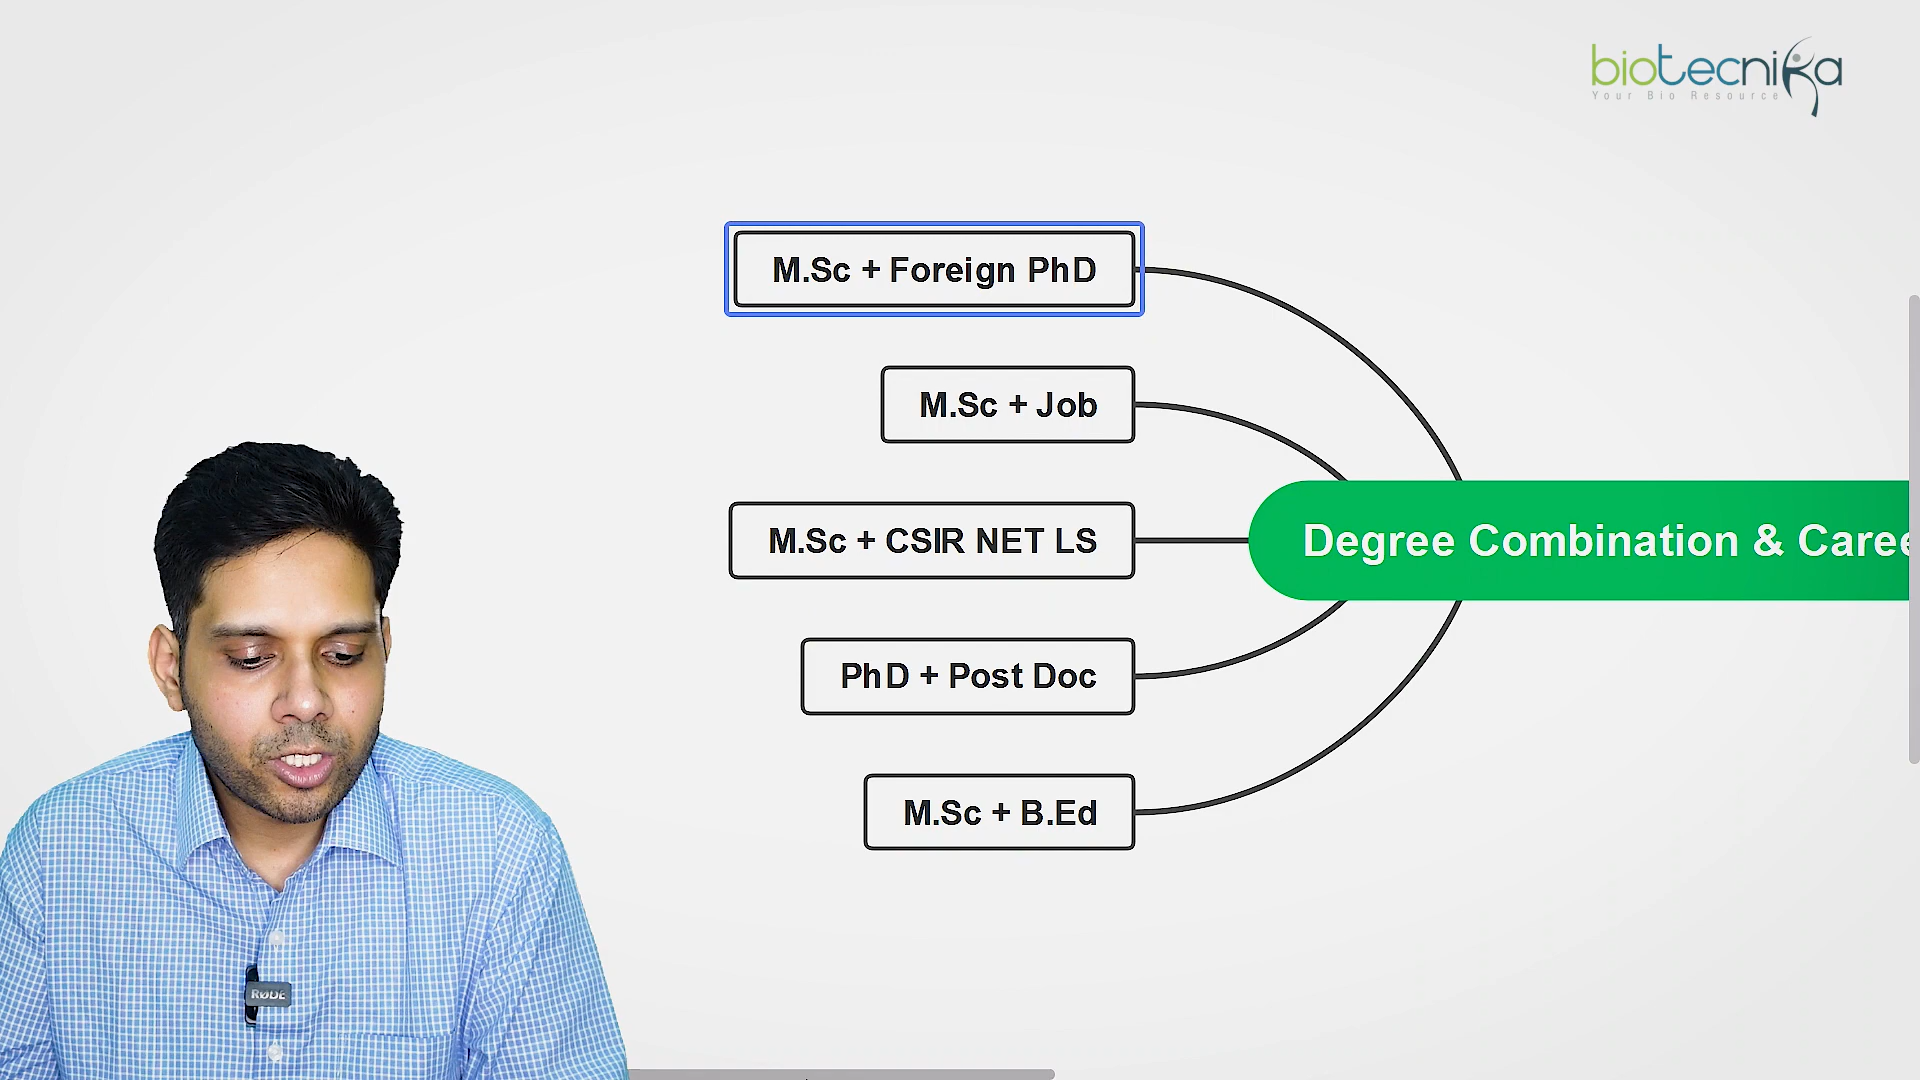 biotecnika
Your Bio Resource
M.Sc + Foreign PhD
M.Sc + Job
M.Sc + CSIR NET LS
Degree Combination & Caree
PhD + Post Doc
M.Sc + B.Ed
RØDE